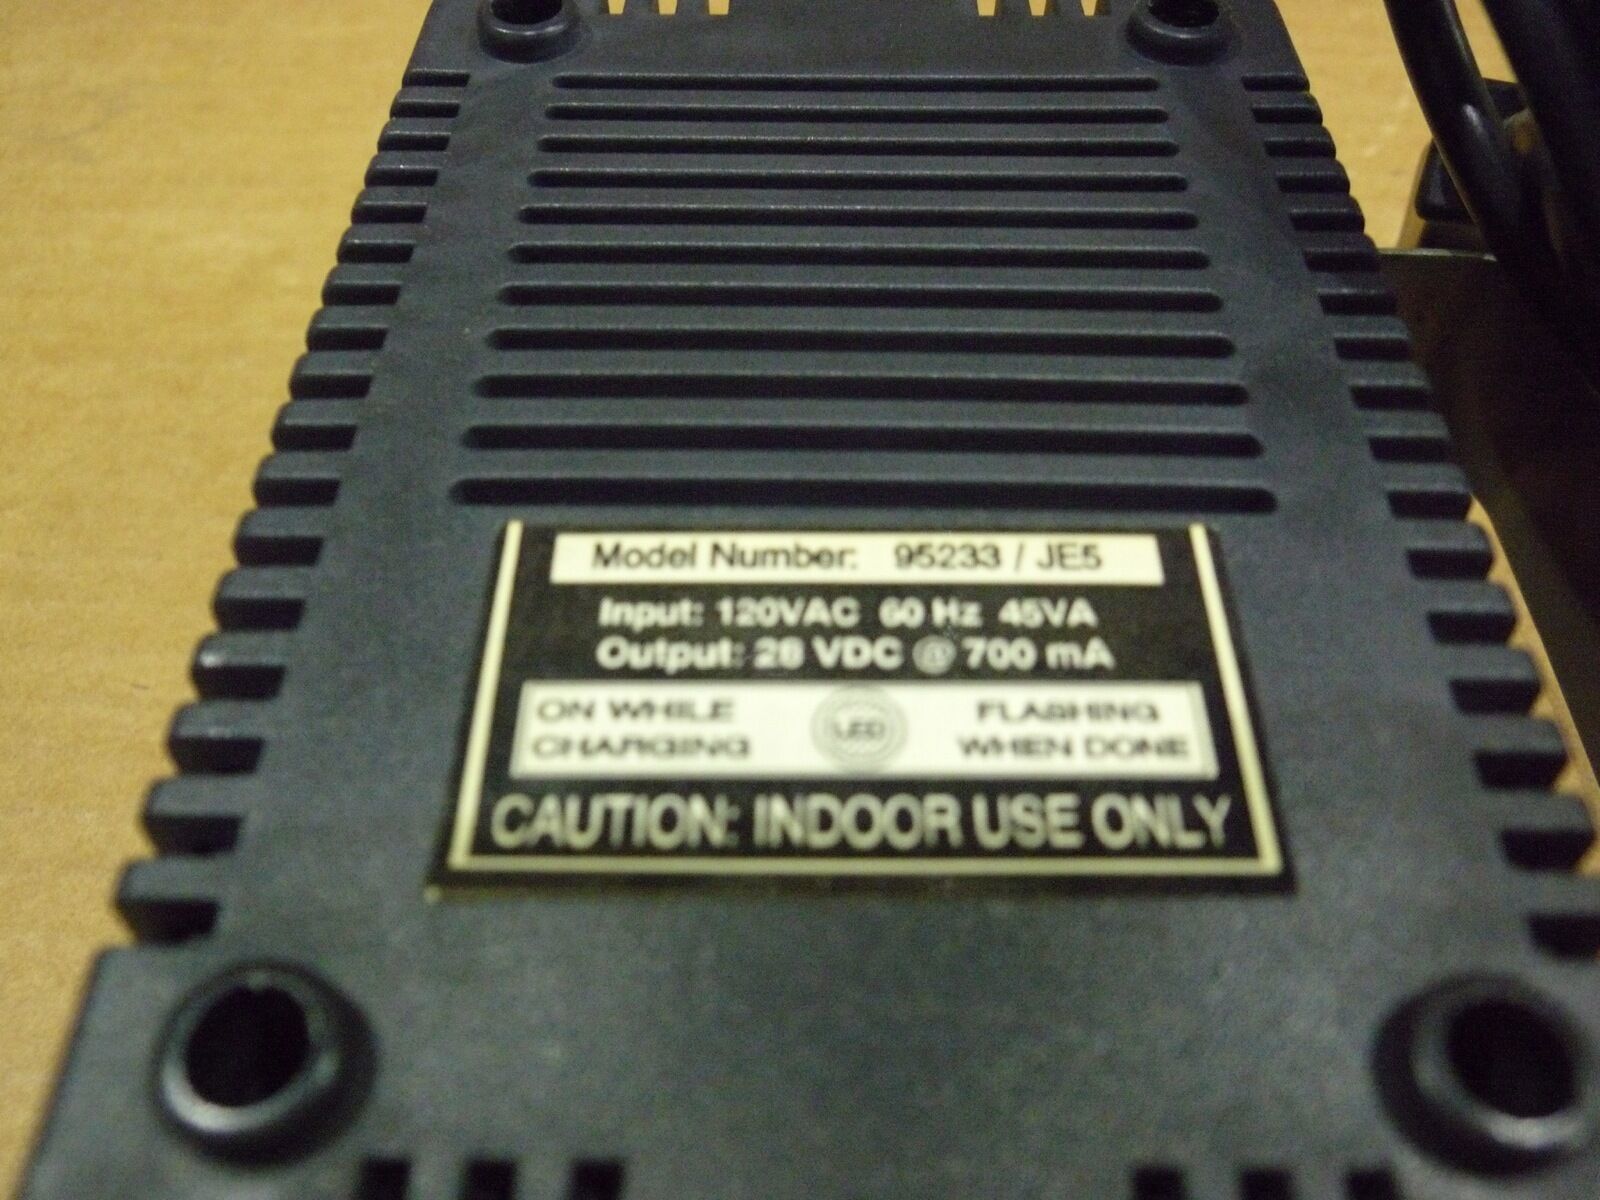 Model Number: 95233 / JE5
Input: 120VAC 60 Hz 45VA
Output: 28 VDC @ 700 mA
ON WHILE CHARGING
LED
FLASHING WHEN DONE
CAUTION: INDOOR USE ONLY